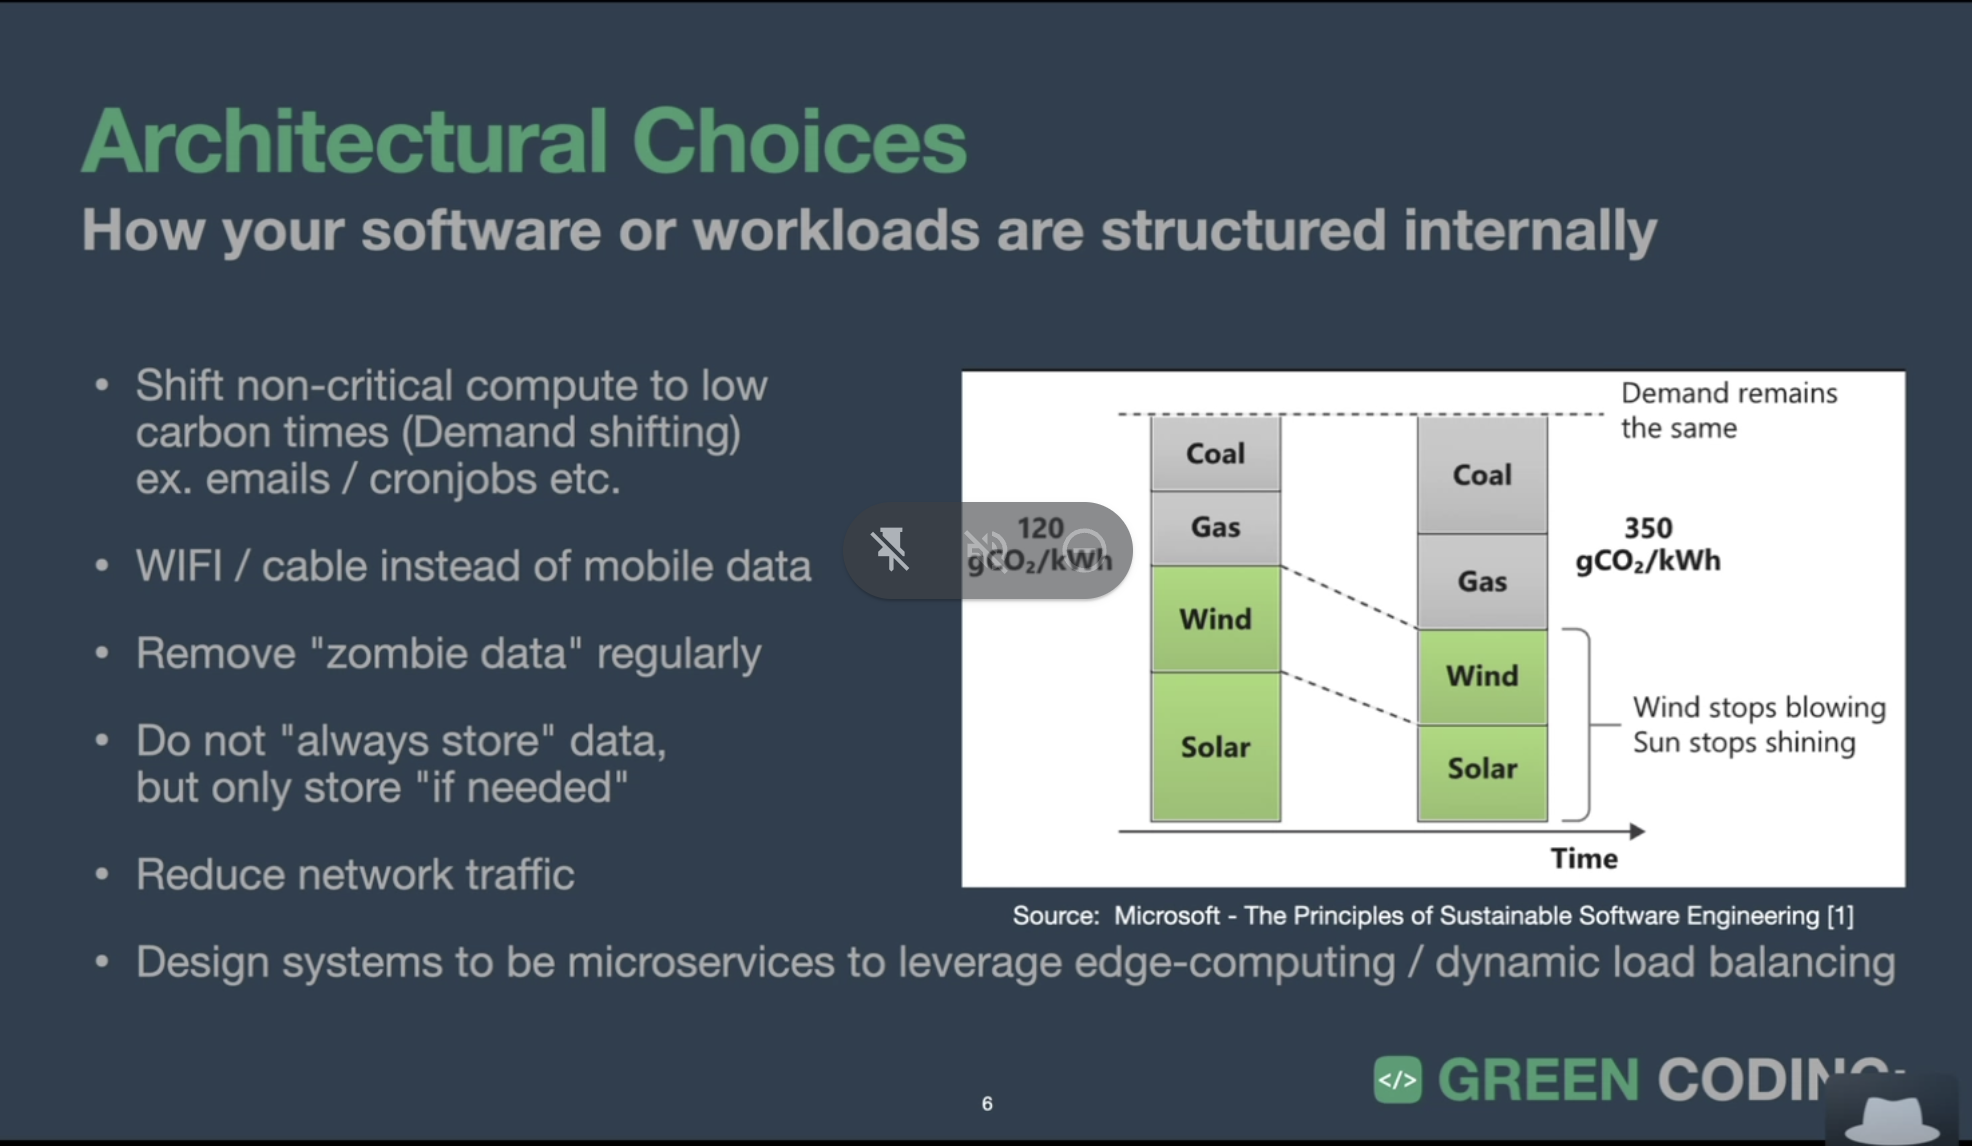 Architectural Choices
How your software or workloads are structured internally
• Shift non-critical compute to low
carbon times (Demand shifting)
ex. emails / cronjobs etc.
• WIFI / cable instead of mobile data
• Remove "zombie data" regularly
• Do not "always store" data,
but only store "if needed"
• Reduce network traffic
• Design systems to be microservices to leverage edge-computing / dynamic load balancing
Demand remains
the same
Coal
Gas
Wind
Solar
120
gCO₂/kWh
Coal
Gas
Wind
Solar
350
gCO₂/kWh
Wind stops blowing
Sun stops shining
Time
Source: Microsoft - The Principles of Sustainable Software Engineering [1]
6
</> GREEN